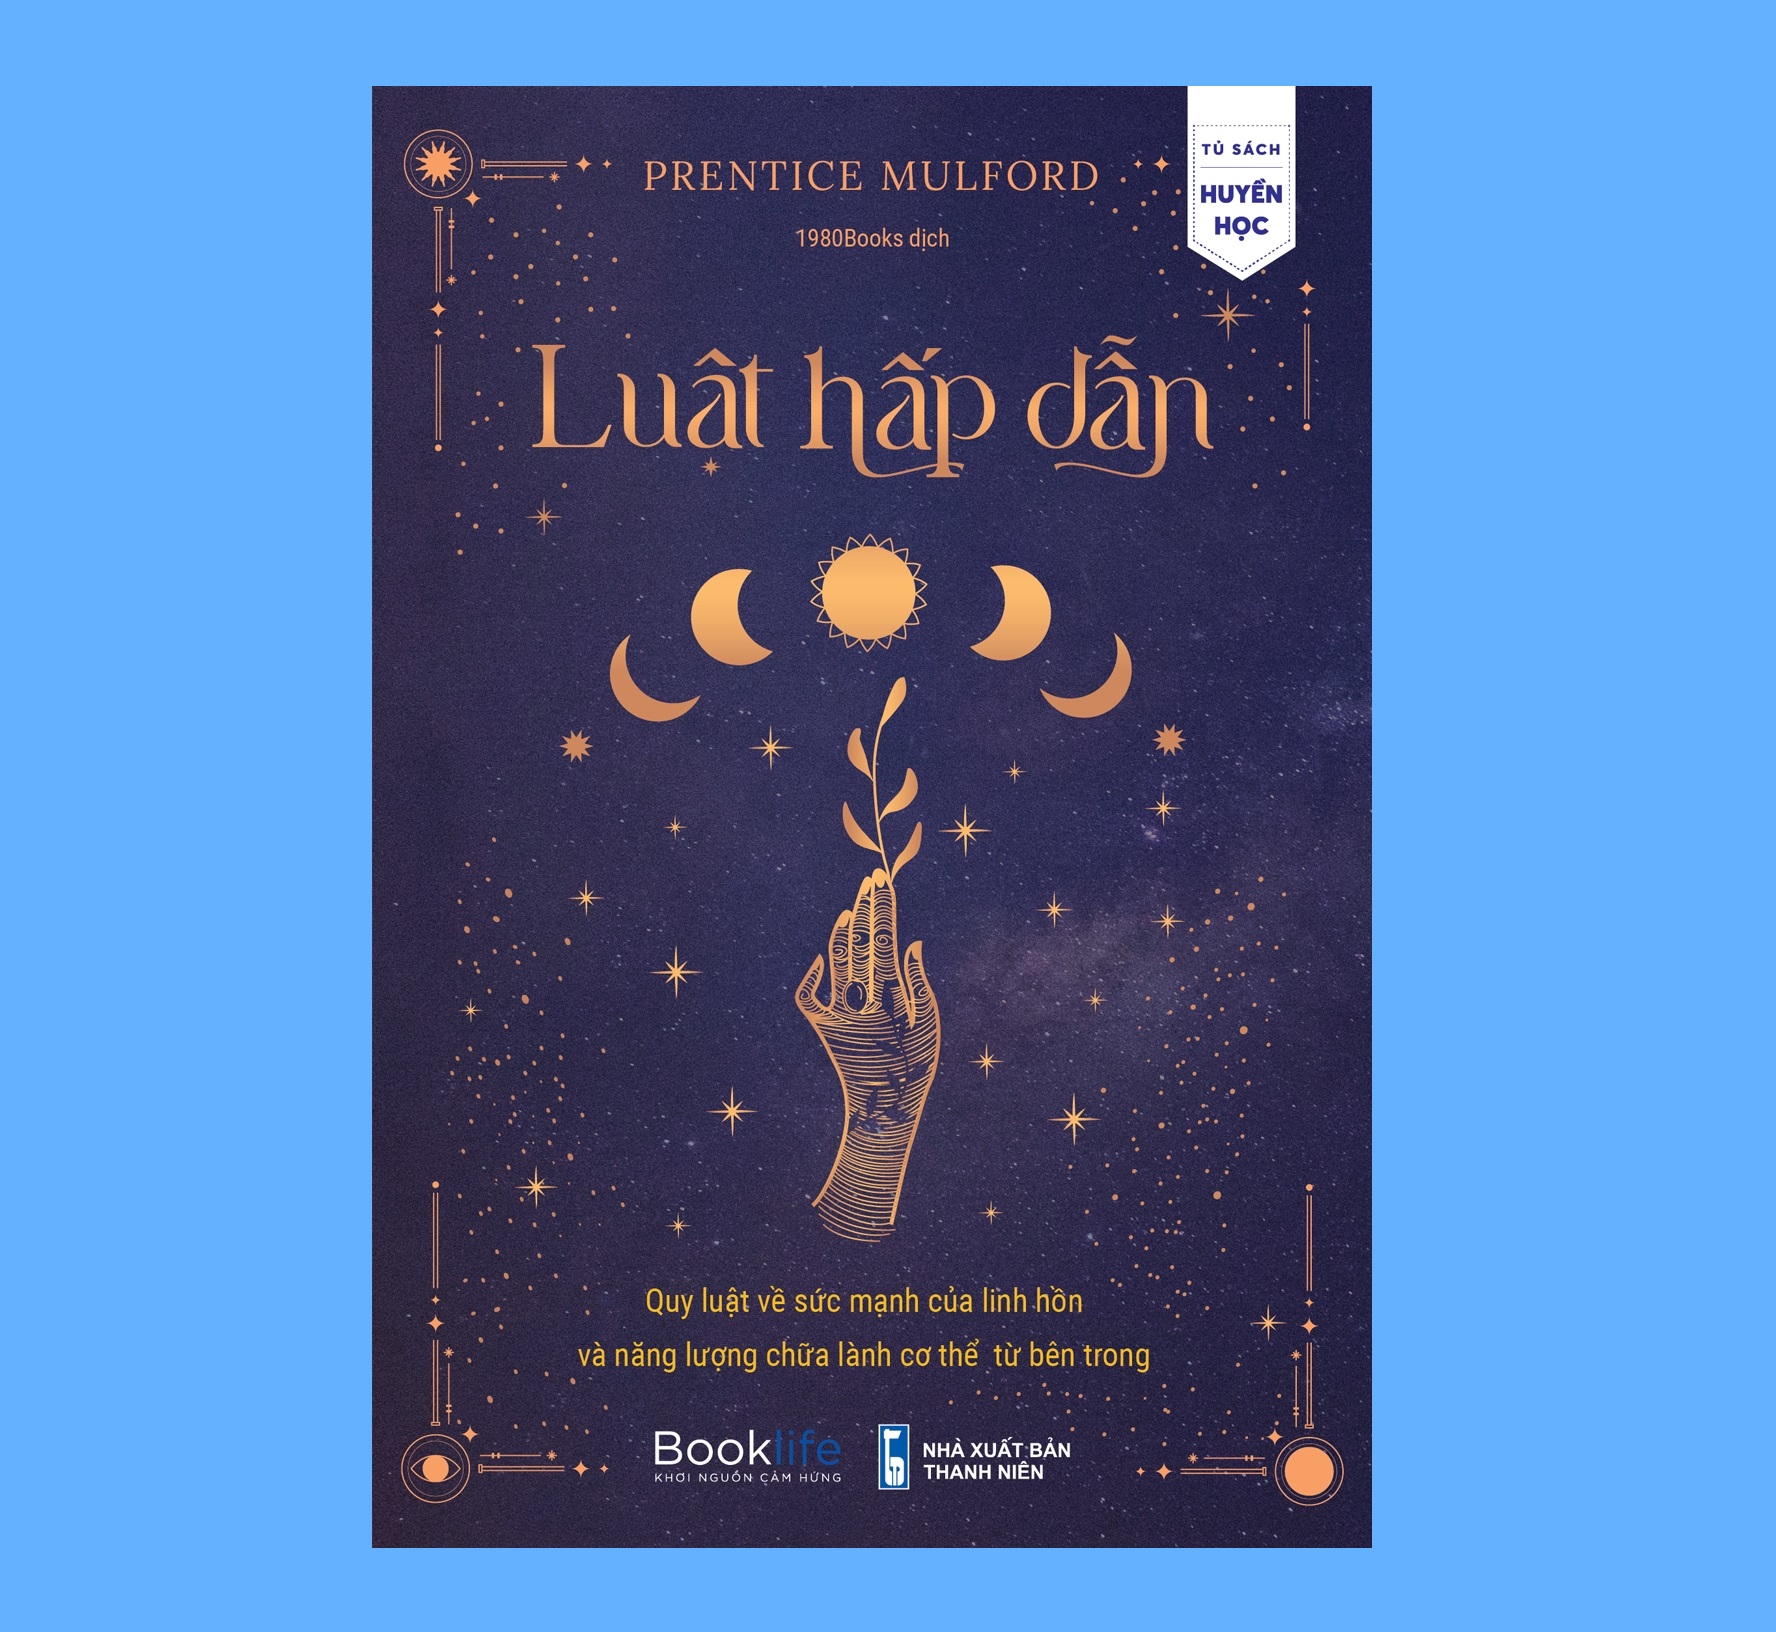 PRENTICE MULFORD
1980Books dịch
TỦ SÁCH
HUYỀN
HỌC
Luật hấp dẫn
Quy luật về sức mạnh của linh hồn
và năng lượng chữa lành cơ thể từ bên trong
Booklife
KHƠI NGUỒN CẢM HỨNG
NHÀ XUẤT BẢN
THANH NIÊN